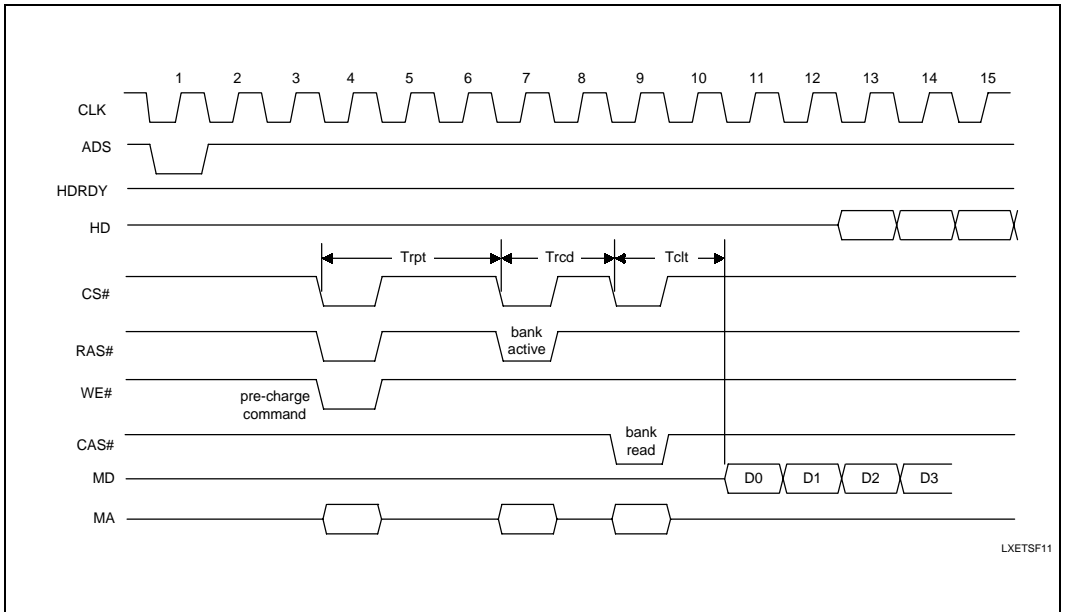 1 2 3 4 5 6 7 8 9 10 11 12 13 14 15
CLK
ADS
HDRDY
HD
Trpt Trcd Tclt
CS#
bank
active
RAS#
WE#
pre-charge
command
bank
read
CAS#
MD D0 D1 D2 D3
MA
LXETSF11